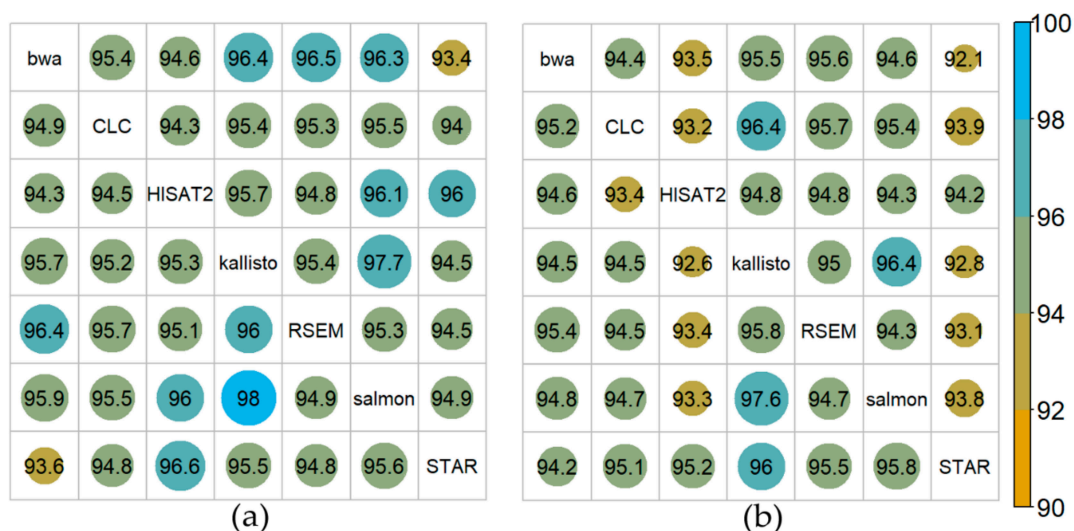 bwa 95.4 94.6 96.4 96.5 96.3 93.4
94.9 CLC 94.3 95.4 95.3 95.5 94
94.3 94.5 HISAT2 95.7 94.8 96.1 96
95.7 95.2 95.3 kallisto 95.4 97.7 94.5
96.4 95.7 95.1 96 RSEM 95.3 94.5
95.9 95.5 96 98 94.9 salmon 94.9
93.6 94.8 96.6 95.5 94.8 95.6 STAR
(a)
bwa 94.4 93.5 95.5 95.6 94.6 92.1
95.2 CLC 93.2 96.4 95.7 95.4 93.9
94.6 93.4 HISAT2 94.8 94.8 94.3 94.2
94.5 94.5 92.6 kallisto 95 96.4 92.8
95.4 94.5 93.4 95.8 RSEM 94.3 93.1
94.8 94.7 93.3 97.6 94.7 salmon 93.8
94.2 95.1 95.2 96 95.5 95.8 STAR
(b)
100
98
96
94
92
90